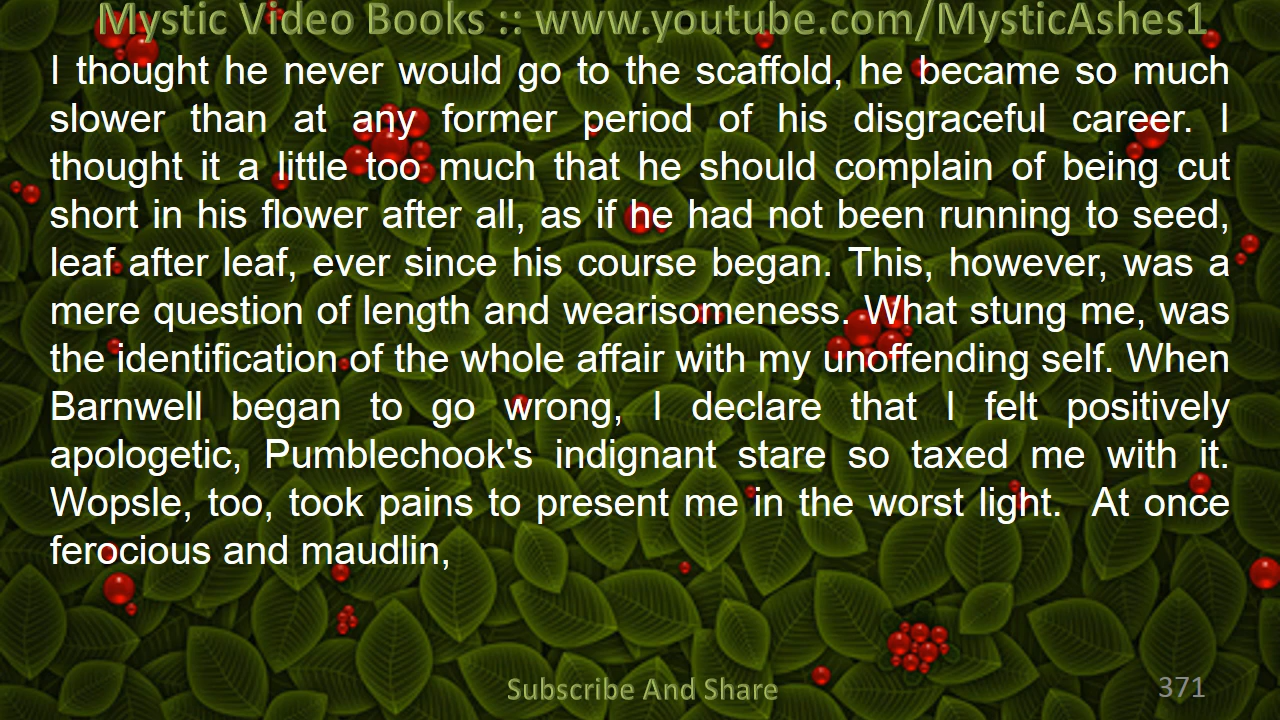 Mystic Video Books :: www.youtube.com/MysticAshes1
I thought he never would go to the scaffold, he became so much
slower than at any former period of his disgraceful career. I
thought it a little too much that he should complain of being cut
short in his flower after all, as if he had not been running to seed,
leaf after leaf, ever since his course began. This, however, was a
mere question of length and wearisomeness. What stung me, was
the identification of the whole affair with my unoffending self. When
Barnwell began to go wrong, I declare that I felt positively
apologetic, Pumblechook's indignant stare so taxed me with it.
Wopsle, too, took pains to present me in the worst light.  At once
ferocious and maudlin,
Subscribe And Share
371